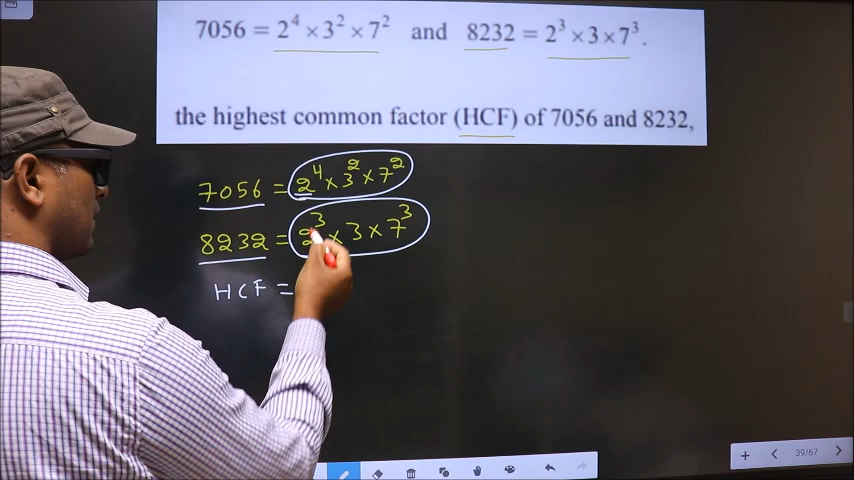 7056 = 2⁴ × 3² × 7² and 8232 = 2³ × 3 × 7³.
the highest common factor (HCF) of 7056 and 8232,
7056 = 2⁴ × 3² × 7²
8232 = 2³ × 3 × 7³
HCF =
39/67